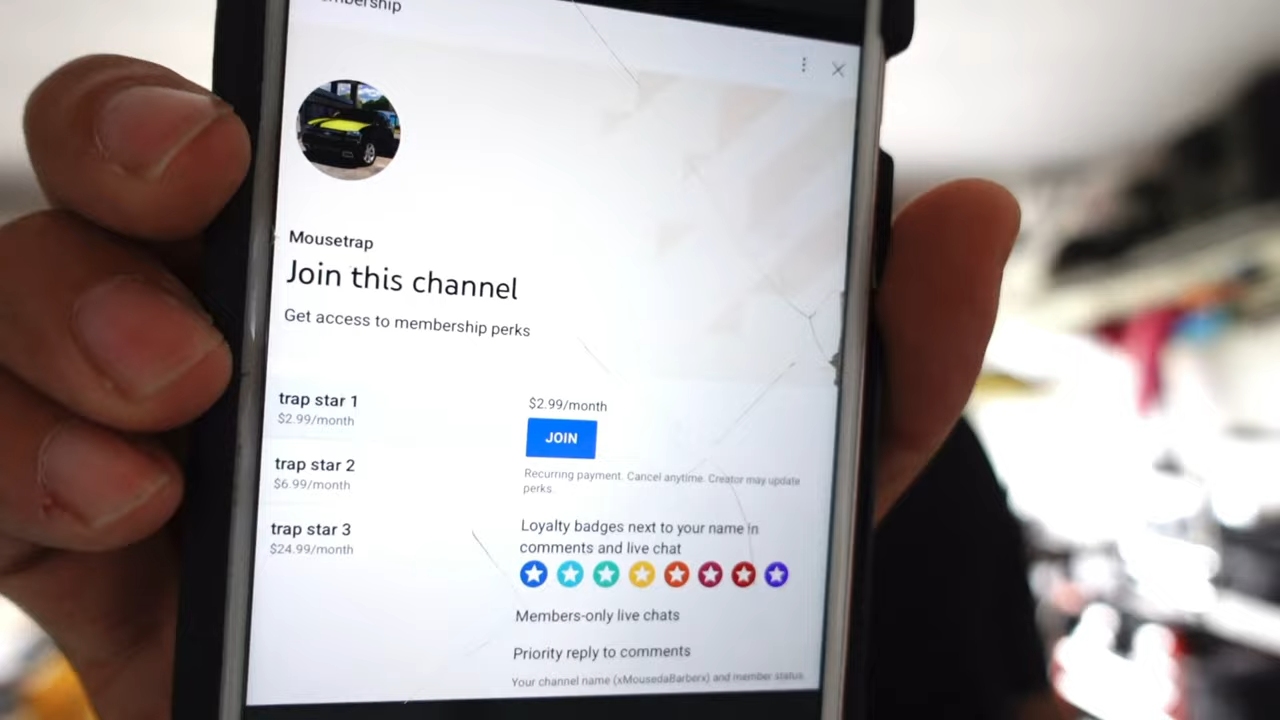 mbership
Mousetrap
Join this channel
Get access to membership perks
trap star 1
$2.99/month
trap star 2
$6.99/month
trap star 3
$24.99/month
$2.99/month
JOIN
Recurring payment. Cancel anytime. Creator may update
perks.
Loyalty badges next to your name in
comments and live chat
Members-only live chats
Priority reply to comments
Your channel name (xMousedaBarberx) and member status